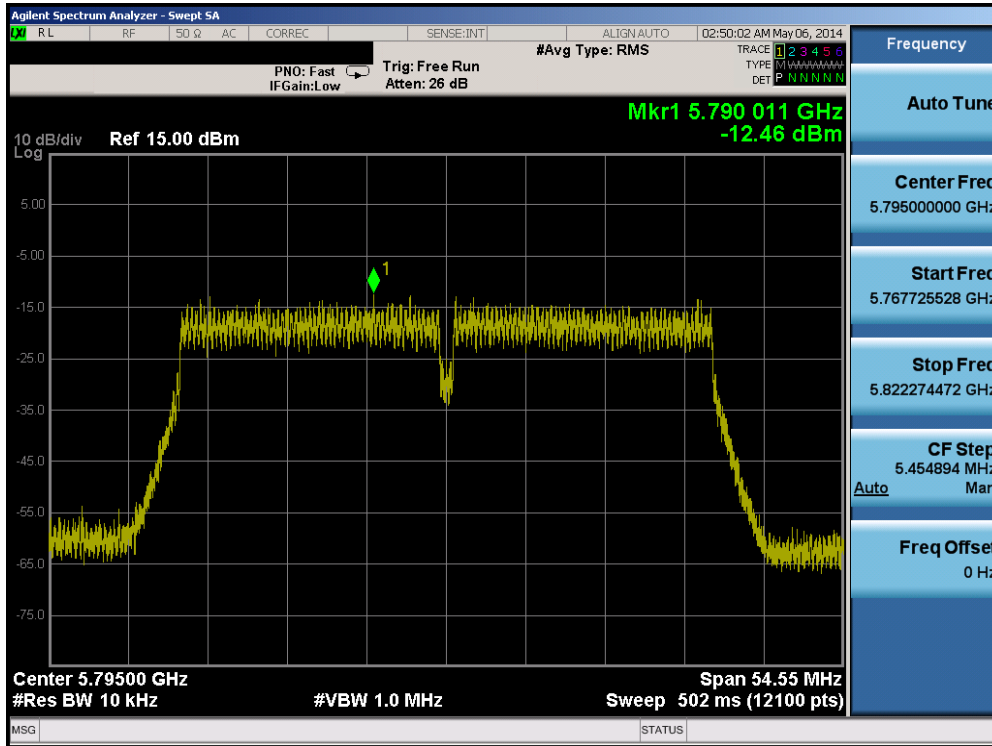 Agilent Spectrum Analyzer - Swept SA
LXI RL RF 50 Ω AC CORREC SENSE:INT ALIGN AUTO 02:50:02 AM May 06, 2014
#Avg Type: RMS
TRACE 1 2 3 4 5 6
PNO: Fast Trig: Free Run
TYPE M WWWWW
IFGain:Low Atten: 26 dB
DET P N N N N N
Mkr1 5.790 011 GHz
-12.46 dBm
10 dB/div Ref 15.00 dBm
Log
5.00
-5.00
1
-15.0
-25.0
-35.0
-45.0
-55.0
-65.0
-75.0
Center 5.79500 GHz Span 54.55 MHz
#Res BW 10 kHz #VBW 1.0 MHz Sweep 502 ms (12100 pts)
MSG STATUS
Frequency
Auto Tune
Center Freq
5.795000000 GHz
Start Freq
5.767725528 GHz
Stop Freq
5.822274472 GHz
CF Step
5.454894 MHz
Auto Man
Freq Offset
0 Hz